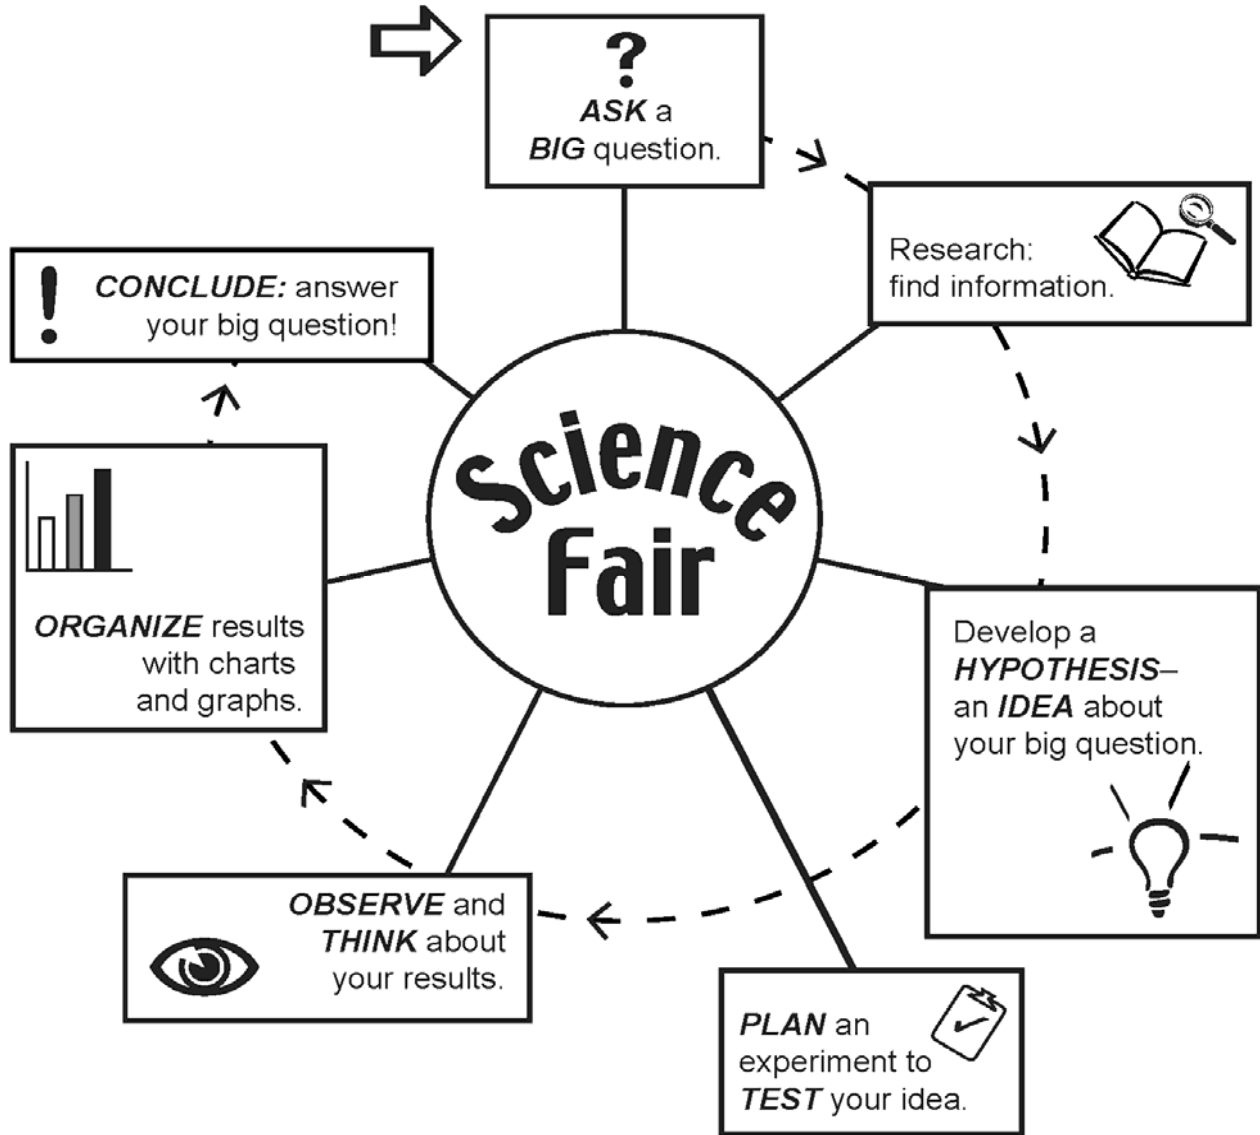 ?
ASK a
BIG question.
Research:
find information.
Develop a
HYPOTHESIS–
an IDEA about
your big question.
PLAN an
experiment to
TEST your idea.
OBSERVE and
THINK about
your results.
ORGANIZE results
with charts
and graphs.
!
CONCLUDE: answer
your big question!
Science
Fair